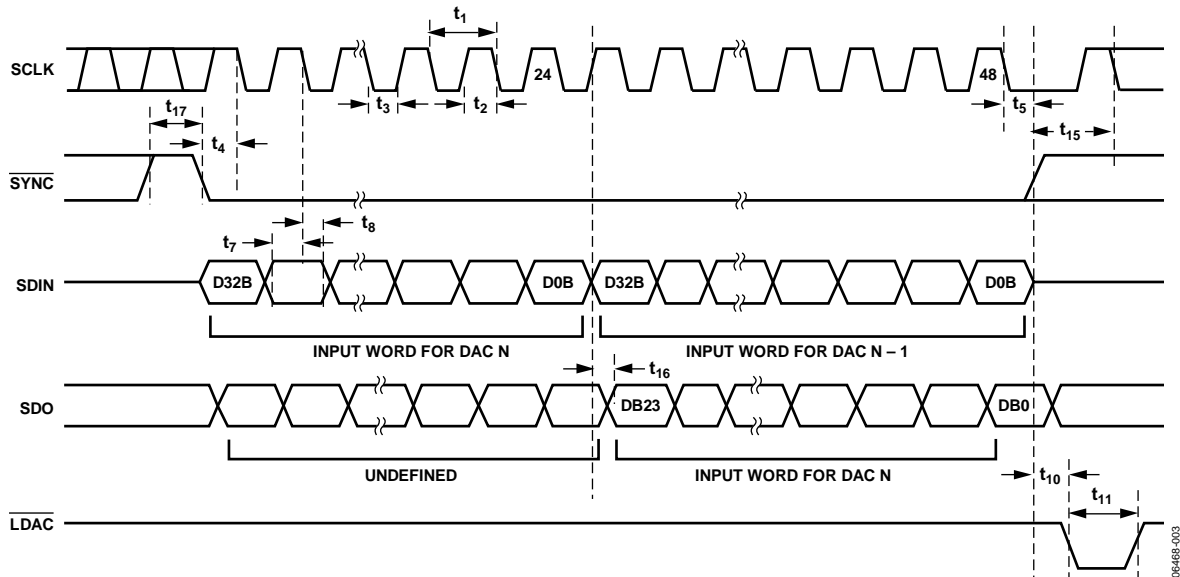 t1
SCLK
24
48
t3
t2
t5
t17
t4
t15
SYNC
t8
t7
SDIN
D32B
D0B
D32B
D0B
INPUT WORD FOR DAC N
INPUT WORD FOR DAC N – 1
t16
SDO
DB23
DB0
UNDEFINED
INPUT WORD FOR DAC N
t10
t11
LDAC
06468-003